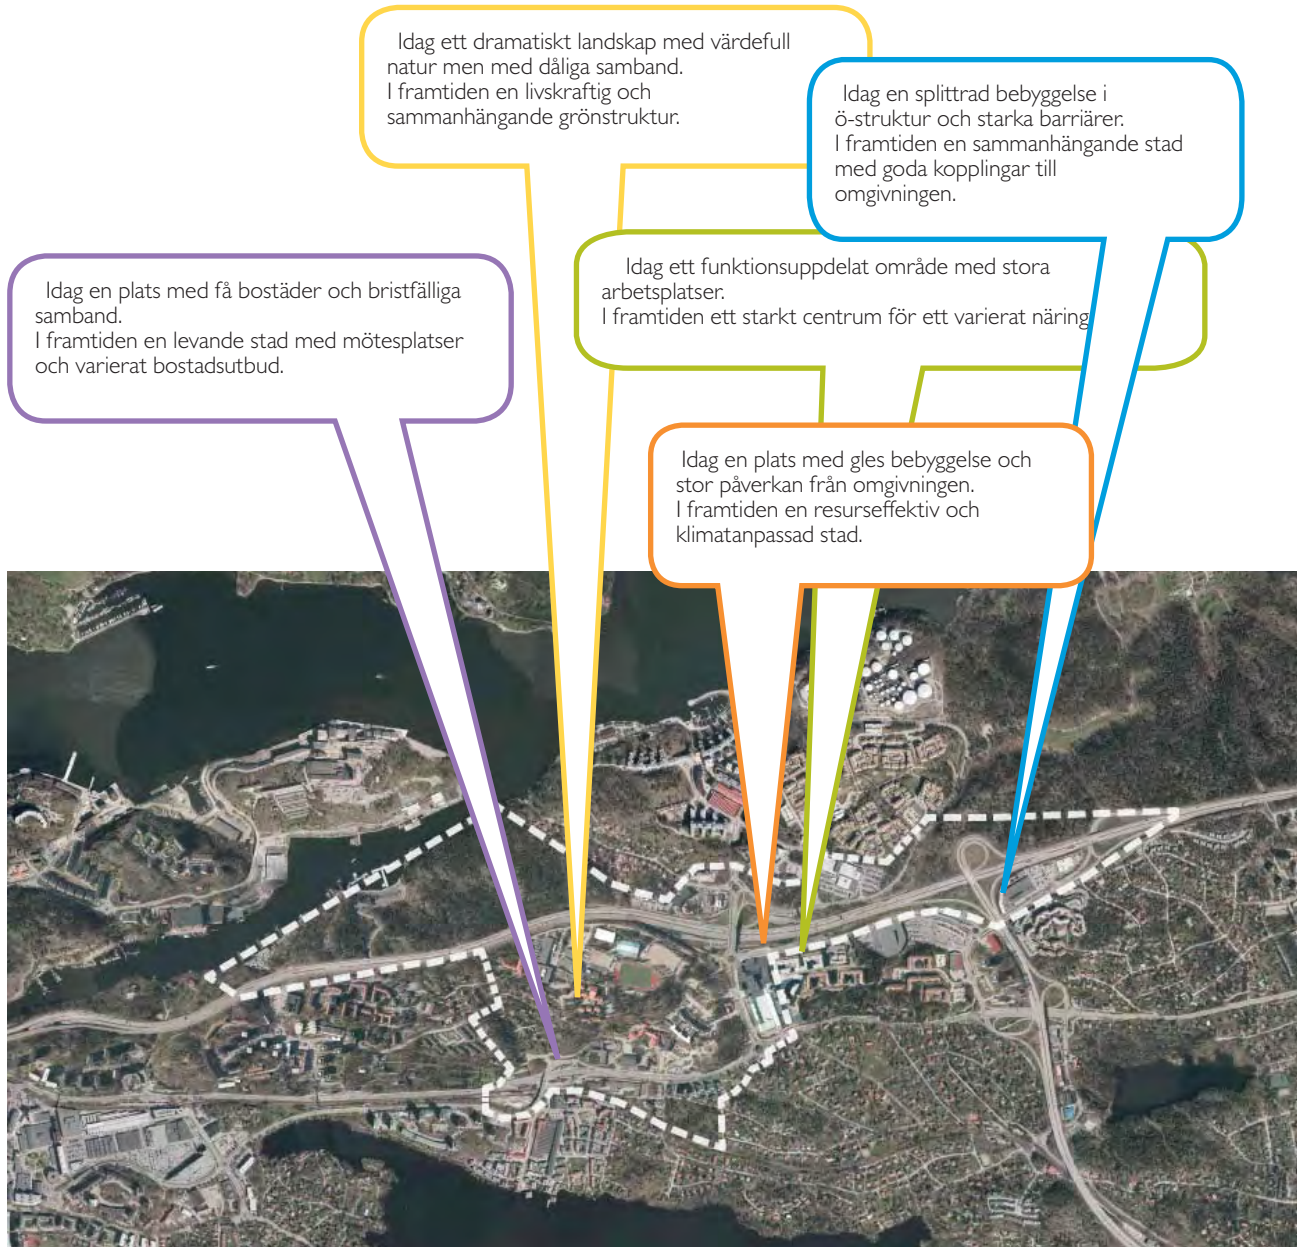 Idag ett dramatiskt landskap med värdefull
natur men med dåliga samband.
I framtiden en livskraftig och
sammanhängande grönstruktur.
Idag en splittrad bebyggelse i
ö-struktur och starka barriärer.
I framtiden en sammanhängande stad
med goda kopplingar till
omgivningen.
Idag ett funktionsuppdelat område med stora
arbetsplatser.
I framtiden ett starkt centrum för ett varierat näring
Idag en plats med få bostäder och bristfälliga
samband.
I framtiden en levande stad med mötesplatser
och varierat bostadsutbud.
Idag en plats med gles bebyggelse och
stor påverkan från omgivningen.
I framtiden en resurseffektiv och
klimatanpassad stad.